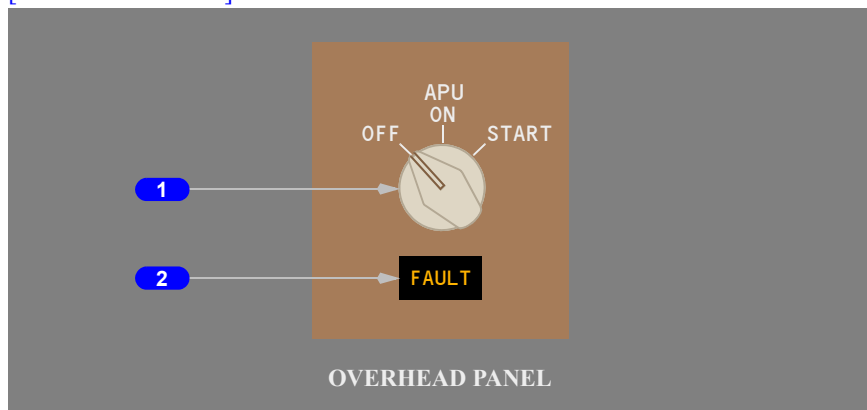 APU
ON
OFF START
1
2 FAULT
OVERHEAD PANEL